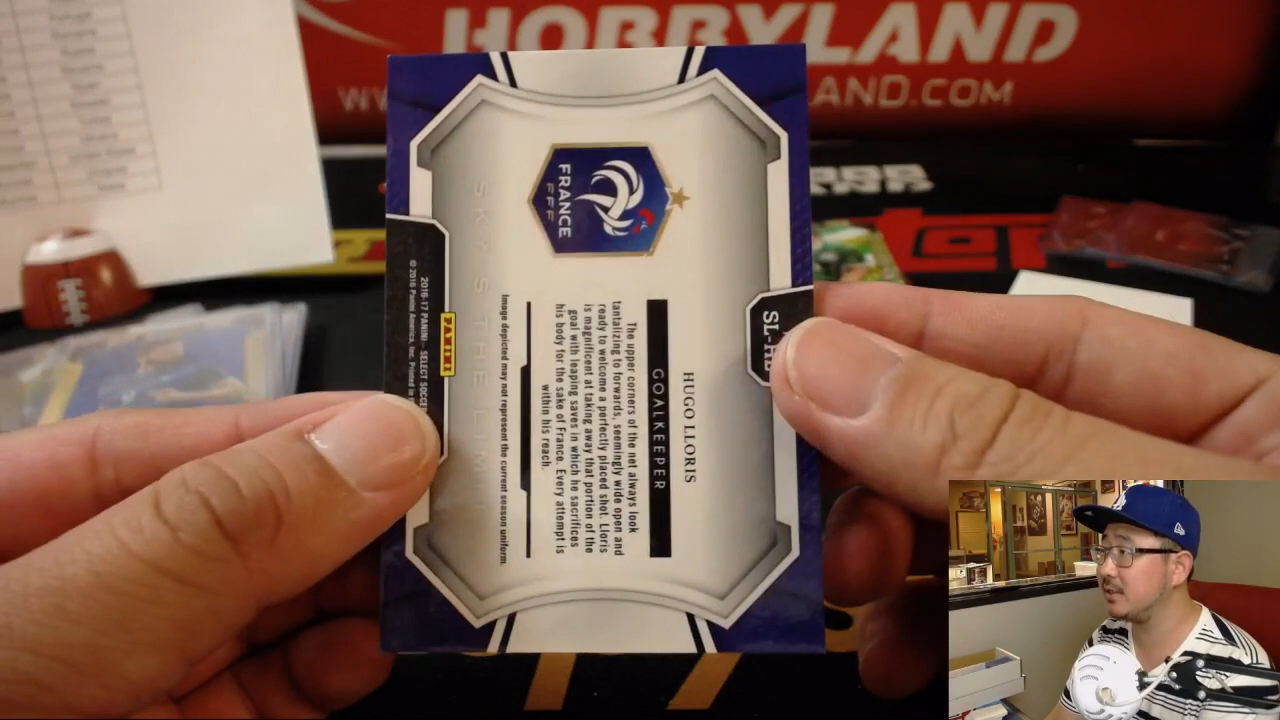 HOBBYLAND
AND.COM
FRANCE
FFF
HUGO LLORIS
GOALKEEPER
The upper corners of the net always look
tantalizing to forwards, seemingly wide open and
ready to welcome a perfectly placed shot. Lloris
is magnificent at taking away that portion of the
goal with leaping saves in which he sacrifices
his body for the sake of France. Every attempt is
within his reach.
Image depicted may not represent the current season uniform.
SKY'S THE LIMIT
PANINI
2016-17 PANINI - SELECT SOCCER
© 2016 Panini America, Inc. Printed in